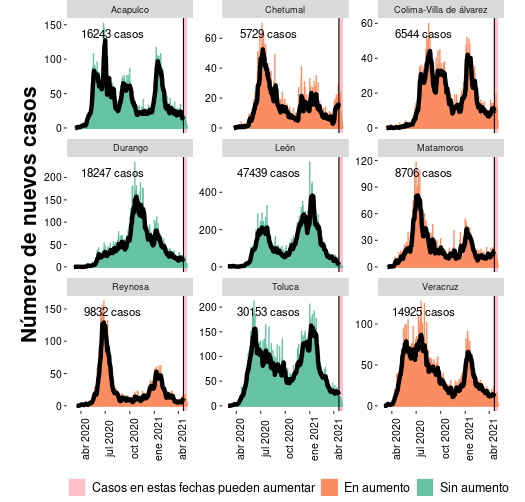 Número de nuevos casos
Acapulco
Chetumal
Colima-Villa de álvarez
16243 casos
5729 casos
6544 casos
150
100
50
0
60
40
20
0
60
40
20
0
Durango
León
Matamoros
18247 casos
47439 casos
8706 casos
200
150
100
50
0
400
200
0
120
90
60
30
0
Reynosa
Toluca
Veracruz
9832 casos
30153 casos
14925 casos
150
100
50
0
200
150
100
50
0
100
50
0
abr 2020
jul 2020
oct 2020
ene 2021
abr 2021
abr 2020
jul 2020
oct 2020
ene 2021
abr 2021
abr 2020
jul 2020
oct 2020
ene 2021
abr 2021
Casos en estas fechas pueden aumentar
En aumento
Sin aumento